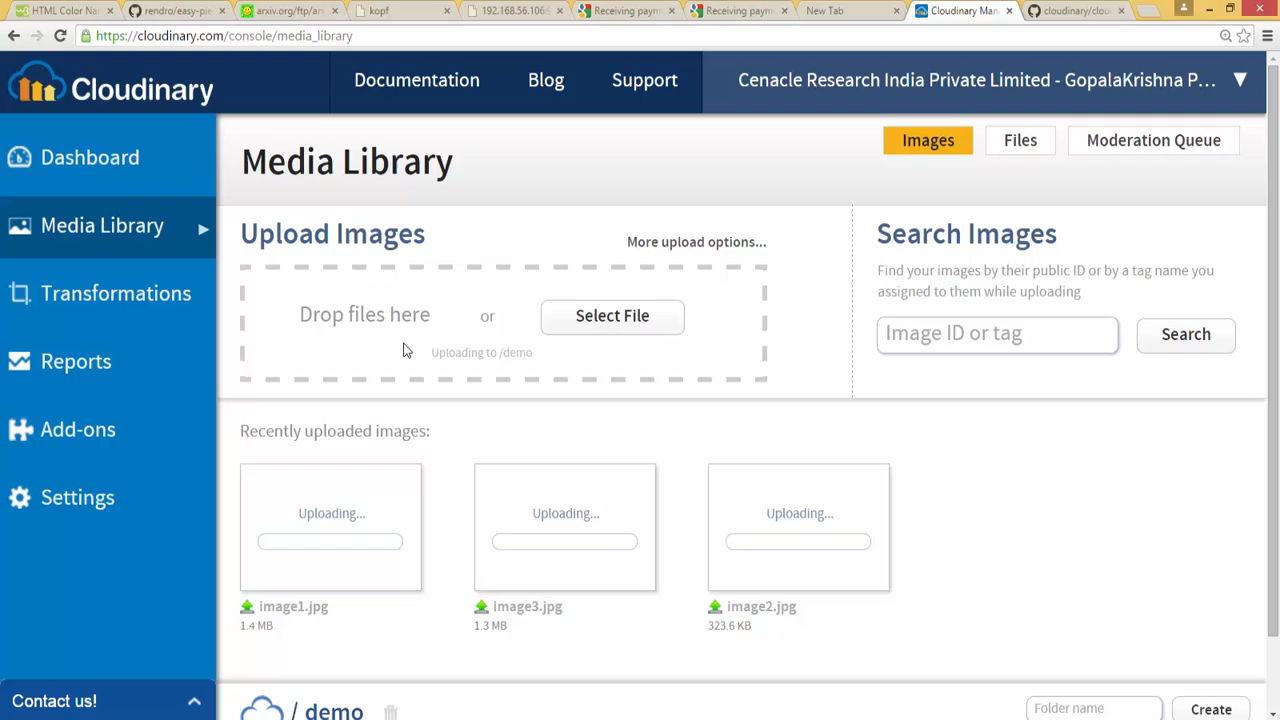 HTML Color Na
rendro/easy-pie
arxiv.org/ftp/ar
kopf
192.168.56.106:
Receiving paym
Receiving paym
New Tab
Cloudinary Man
cloudinary/clou
https://cloudinary.com/console/media_library
Cloudinary
Documentation
Blog
Support
Cenacle Research India Private Limited - GopalaKrishna P...
Dashboard
Media Library
Transformations
Reports
Add-ons
Settings
Contact us!
Media Library
Images
Files
Moderation Queue
Upload Images
More upload options...
Drop files here
or
Select File
Uploading to /demo
Search Images
Find your images by their public ID or by a tag name you
assigned to them while uploading
Image ID or tag
Search
Recently uploaded images:
Uploading...
Uploading...
Uploading...
image1.jpg
1.4 MB
image3.jpg
1.3 MB
image2.jpg
323.6 KB
/ demo
Folder name
Create